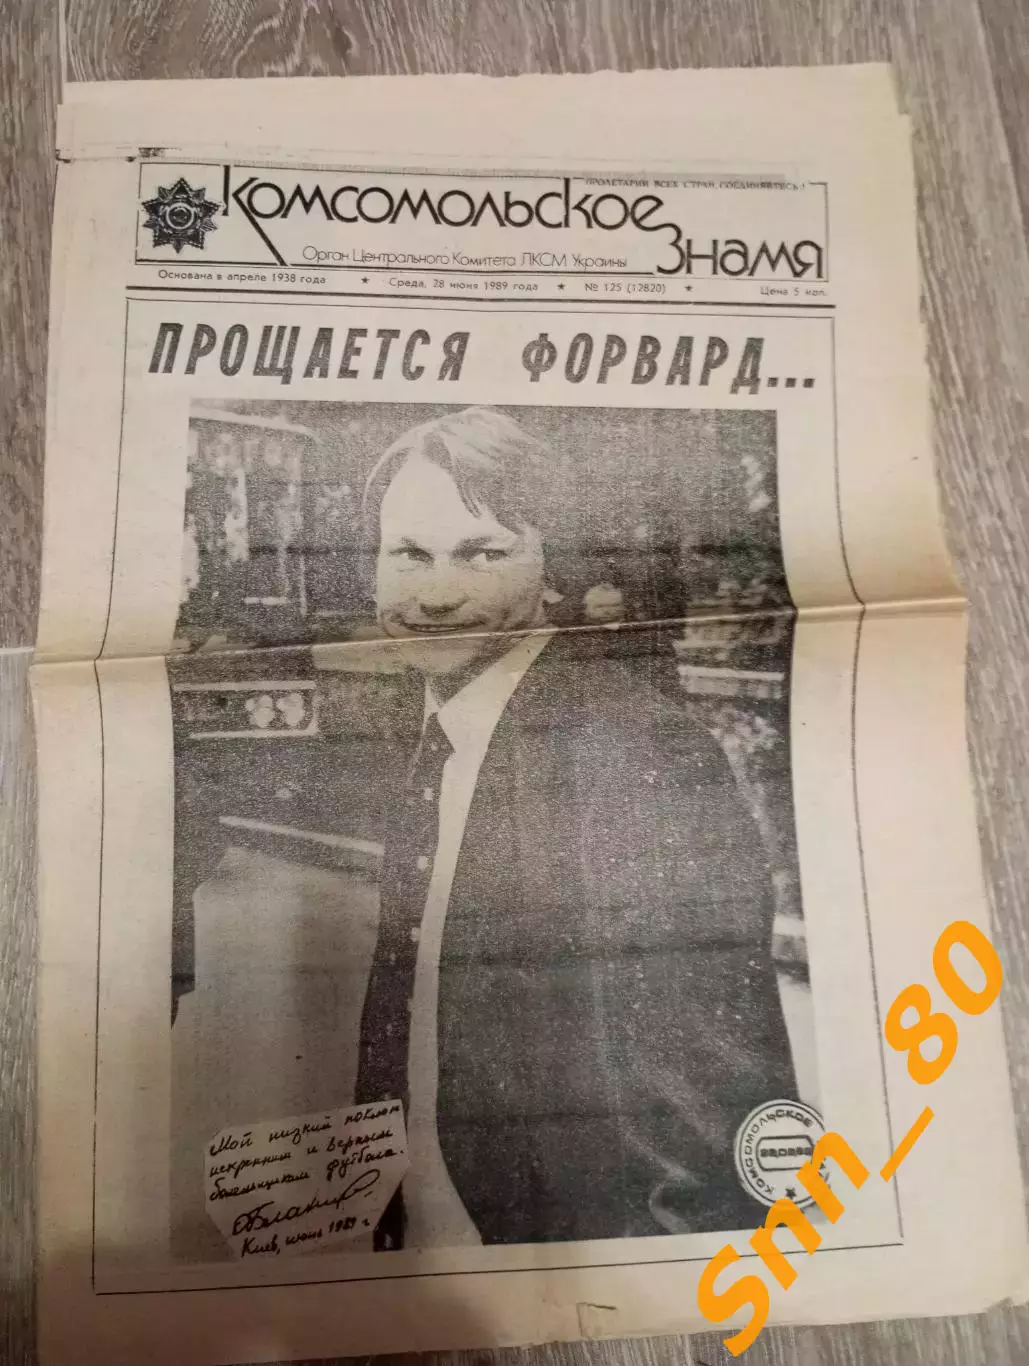 ПРОЛЕТАРИИ ВСЕХ СТРАН, СОЕДИНЯЙТЕСЬ!
Комсомольское
Знамя
Орган Центрального Комитета ЛКСМ Украины
Основана в апреле 1938 года ★ Среда, 28 июня 1989 года ★ № 125 (12820) ★ Цена 5 коп.
ПРОЩАЕТСЯ ФОРВАРД...
Мой низкий поклон
искренним и верным
болельщикам футбола.
Киев, июнь 1989 г.
КОМСОМОЛЬСКОЕ
Snn_80